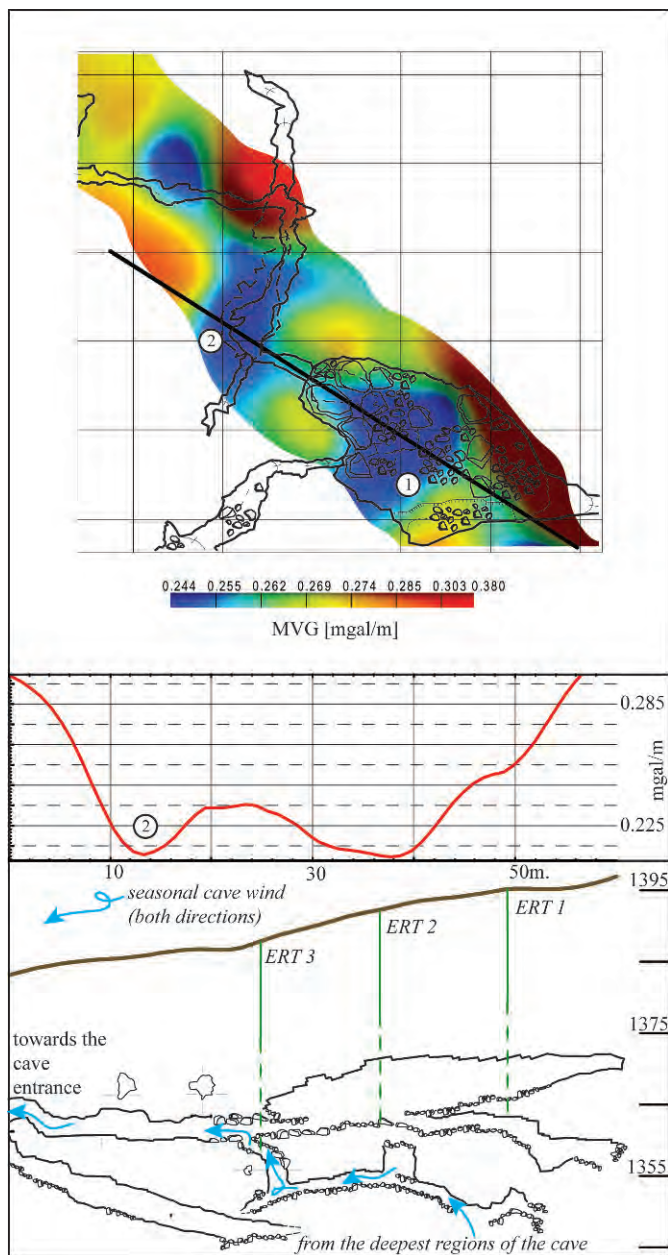 2
1
0.244 0.255 0.262 0.269 0.274 0.285 0.303 0.380
MVG [mgal/m]
0.285
mgal/m
0.225
2
10 30 50m.
1395
seasonal cave wind
(both directions)
ERT 1
ERT 2
ERT 3
1375
towards the
cave
entrance
1355
from the deepest regions of the cave